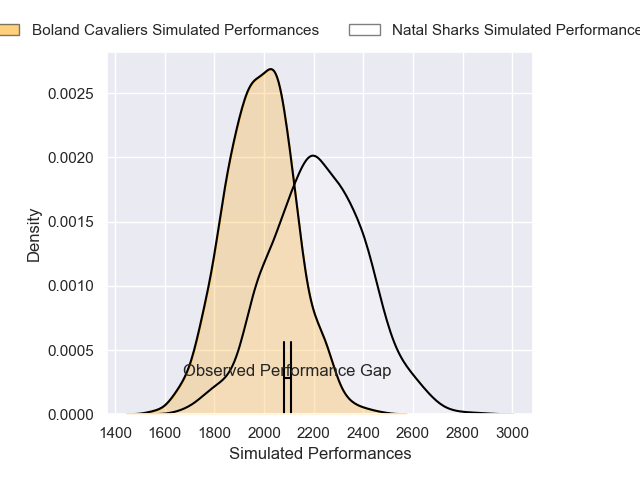 Boland Cavaliers Simulated Performances Natal Sharks Simulated Performance
0.0025
0.0020
0.0015
0.0010
0.0005
0.0000
Density
Observed Performance Gap
1400 1600 1800 2000 2200 2400 2600 2800 3000
Simulated Performances